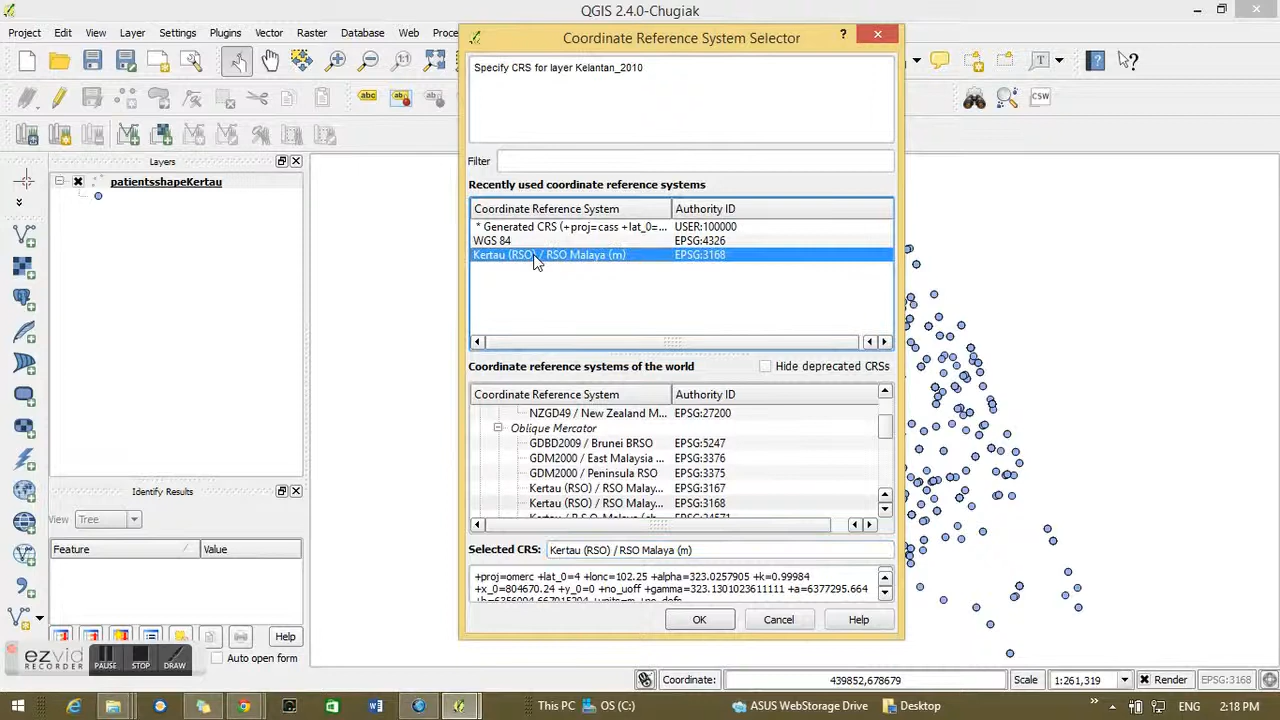 QGIS 2.4.0-Chugiak
Project Edit View Layer Settings Plugins Vector Raster Database Web Proce
Coordinate Reference System Selector
?
Specify CRS for layer Kelantan_2010
abc abc
CSW
Filter
Layers
patientsshapeKertau
Recently used coordinate reference systems
Coordinate Reference System Authority ID
* Generated CRS (+proj=cass +lat_0=... USER:100000
WGS 84 EPSG:4326
Kertau (RSO) / RSO Malaya (m) EPSG:3168
Coordinate reference systems of the world
Hide deprecated CRSs
Coordinate Reference System Authority ID
NZGD49 / New Zealand M... EPSG:27200
Oblique Mercator
GDBD2009 / Brunei BRSO EPSG:5247
GDM2000 / East Malaysia ... EPSG:3376
GDM2000 / Peninsula RSO EPSG:3375
Kertau (RSO) / RSO Malay... EPSG:3167
Kertau (RSO) / RSO Malay... EPSG:3168
Identify Results
View Tree
Feature Value
Selected CRS: Kertau (RSO) / RSO Malaya (m)
+proj=omerc +lat_0=4 +lonc=102.25 +alpha=323.0257905 +k=0.99984
+x_0=804670.24 +y_0=0 +no_uoff +gamma=323.1301023611111 +a=6377295.664
OK Cancel Help
Help
Auto open form
ezvid
RECORDER
PAUSE STOP DRAW
Coordinate: 439852,678679 Scale 1:261,319 Render EPSG:3168
This PC OS (C:) ASUS WebStorage Drive Desktop ENG 2:18 PM